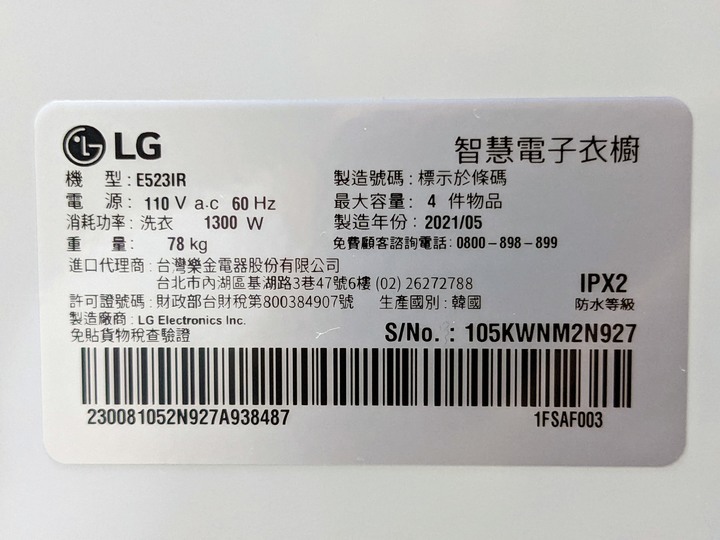 LG
智慧電子衣櫥
機 型 : E523IR
製造號碼 : 標示於條碼
電 源 : 110 V a.c 60 Hz
最大容量 : 4 件物品
消耗功率 : 洗衣 1300 W
製造年份 : 2021/05
重 量 : 78 kg
免費顧客諮詢電話 : 0800-898-899
進口代理商 : 台灣樂金電器股份有限公司
台北市內湖區基湖路3巷47號6樓 (02) 26272788
IPX2
許可證號碼 : 財政部台財稅第800384907號 生產國別 : 韓國
防水等級
製造廠商 : LG Electronics Inc.
免貼貨物稅查驗證
S/No. : 105KWNM2N927
230081052N927A938487
1FSAF003